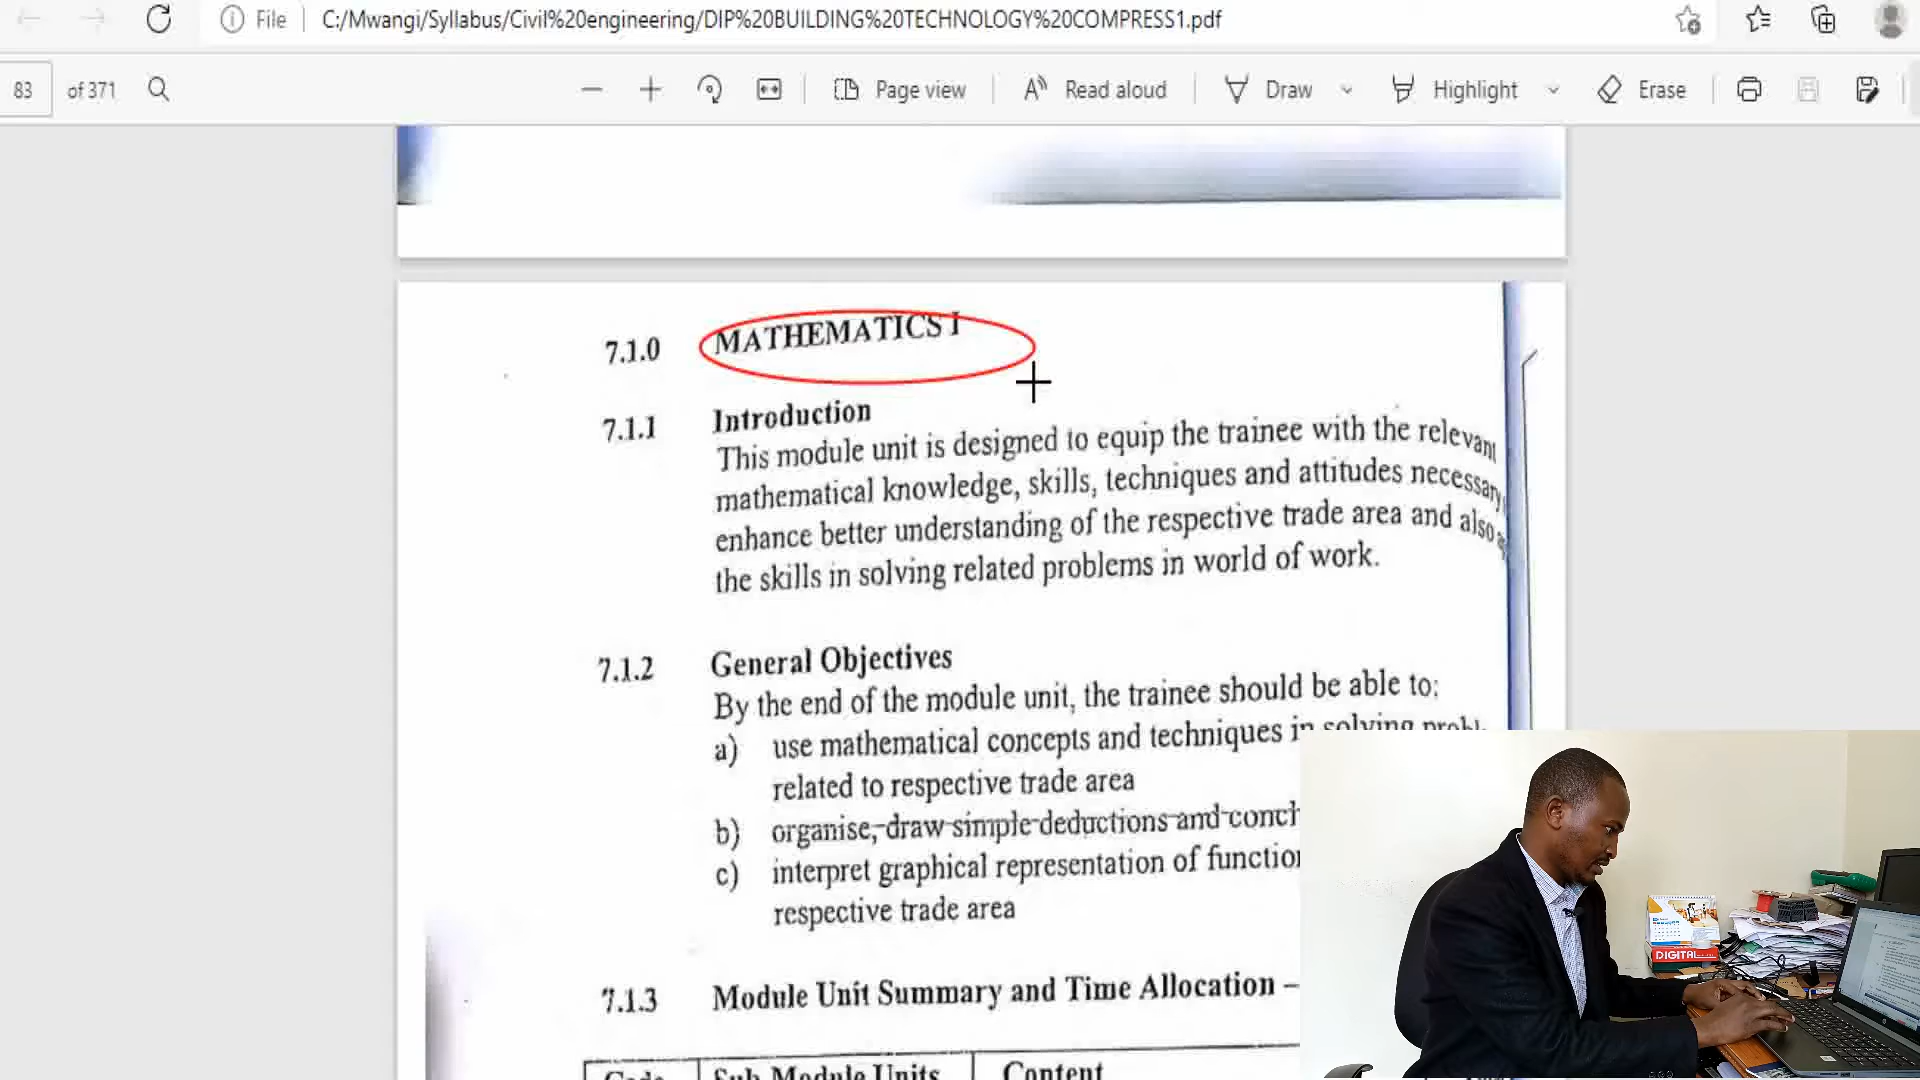 File
C:/Mwangi/Syllabus/Civil%20engineering/DIP%20BUILDING%20TECHNOLOGY%20COMPRESS1.pdf
83 of 371
Page view
Read aloud
Draw
Highlight
Erase
7.1.0 MATHEMATICS I
7.1.1 Introduction
This module unit is designed to equip the trainee with the relevant
mathematical knowledge, skills, techniques and attitudes necessary
enhance better understanding of the respective trade area and also
the skills in solving related problems in world of work.
7.1.2 General Objectives
By the end of the module unit, the trainee should be able to:
a) use mathematical concepts and techniques in solving probl
related to respective trade area
b) organise, draw simple deductions and concl
c) interpret graphical representation of functio
respective trade area
7.1.3 Module Unit Summary and Time Allocation –
Code Sub Module Units Content
DIGITAL